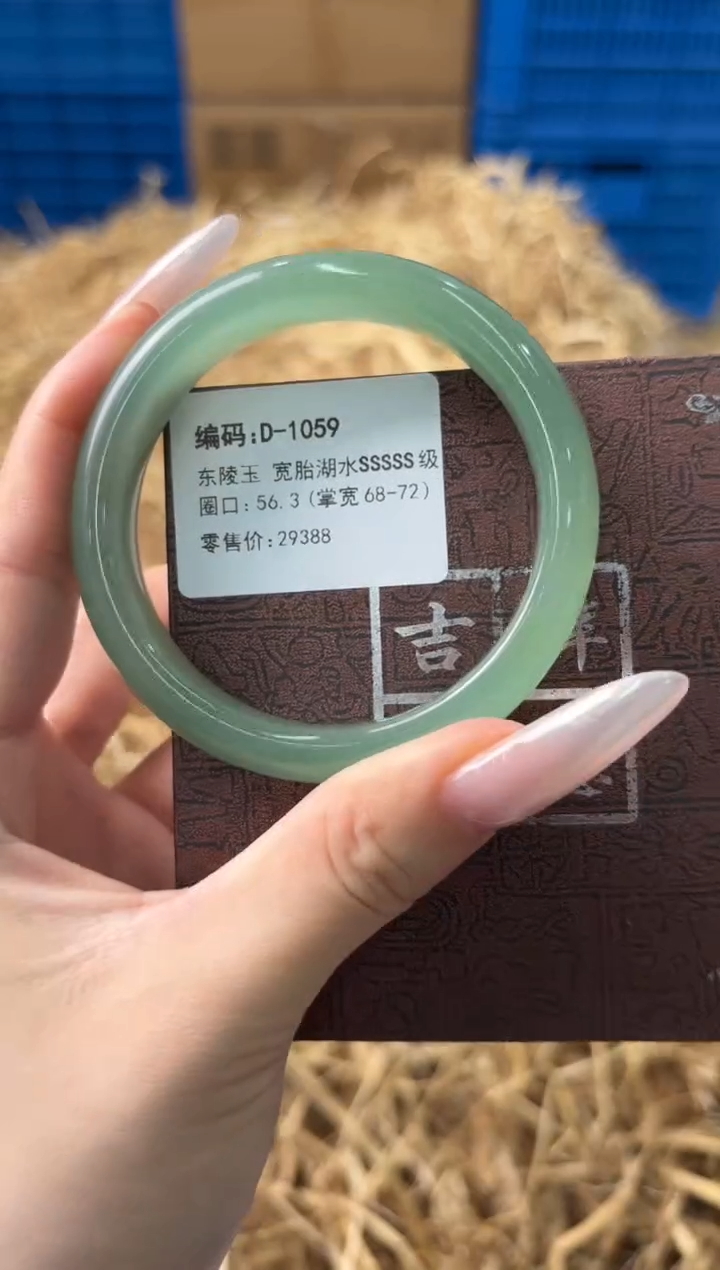 编码:D-1059
东陵玉 宽胎湖水SSSSS级
圈口:56.3(掌宽68-72)
零售价:29388
吉